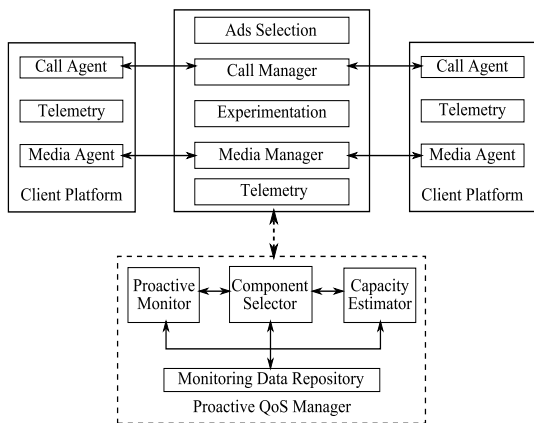 Ads Selection
Call Agent
Call Manager
Call Agent
Telemetry
Experimentation
Telemetry
Media Agent
Media Manager
Media Agent
Client Platform
Telemetry
Client Platform
Proactive
Monitor
Component
Selector
Capacity
Estimator
Monitoring Data Repository
Proactive QoS Manager